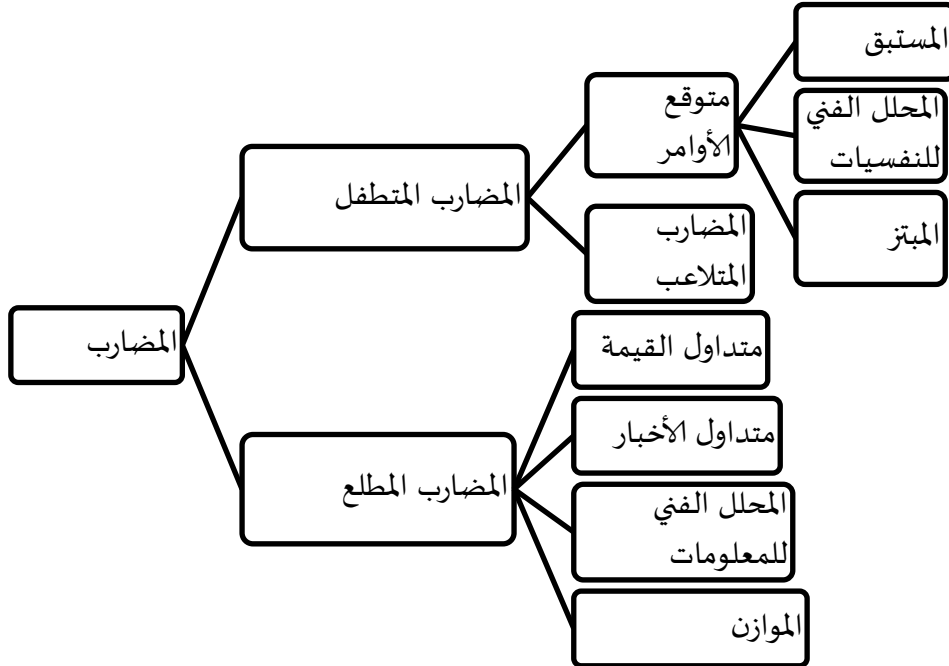 المضارب
المضارب المتطفل
متوقع
الأوامر
المستبق
المحلل الفني
للنفسيات
المبتز
المضارب
المتلاعب
المضارب المطلع
متداول القيمة
متداول الأخبار
المحلل الفني
للمعلومات
الموازن